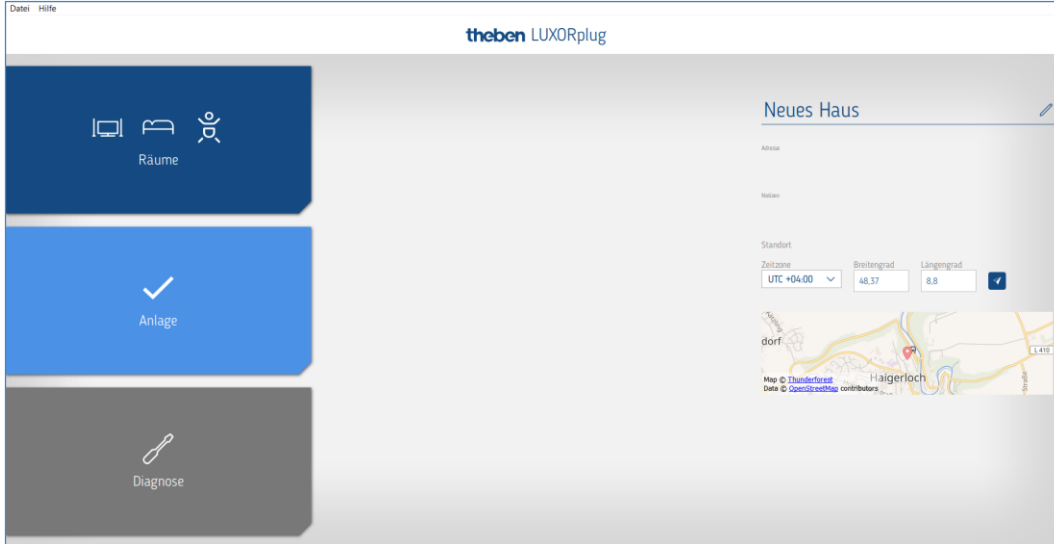 Datei Hilfe
theben LUXORplug
Räume
Anlage
Diagnose
Neues Haus
Adresse
Notizen
Standort
Zeitzone Breitengrad Längengrad
UTC +04:00 48,37 8,8
dorf
L 410
Haigerloch
Map © Thunderforest
Data © OpenStreetMap contributors
Straße